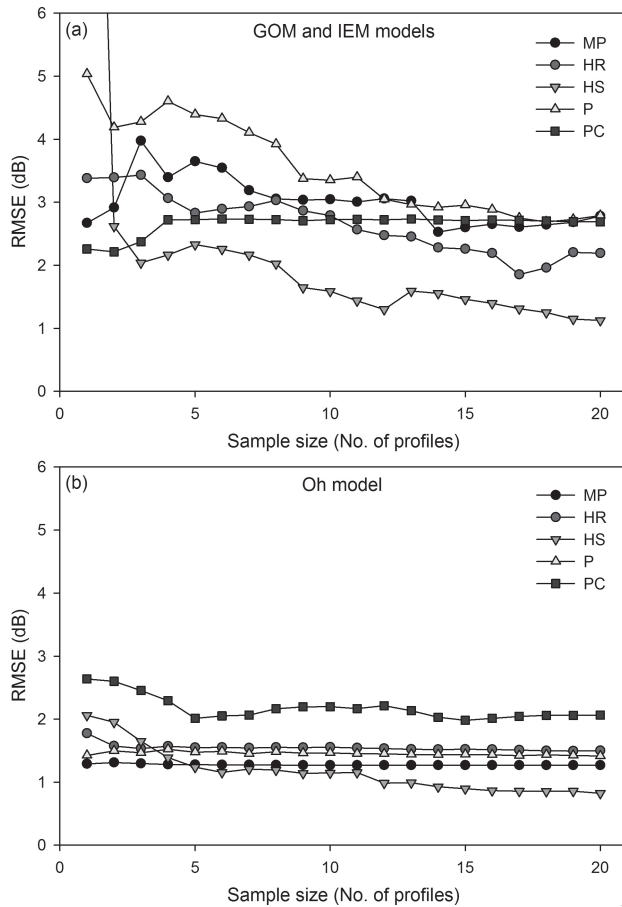 (a)
GOM and IEM models
MP
HR
HS
P
PC
RMSE (dB)
6
5
4
3
2
1
0
0
5
10
15
20
Sample size (No. of profiles)
(b)
Oh model
MP
HR
HS
P
PC
RMSE (dB)
6
5
4
3
2
1
0
0
5
10
15
20
Sample size (No. of profiles)